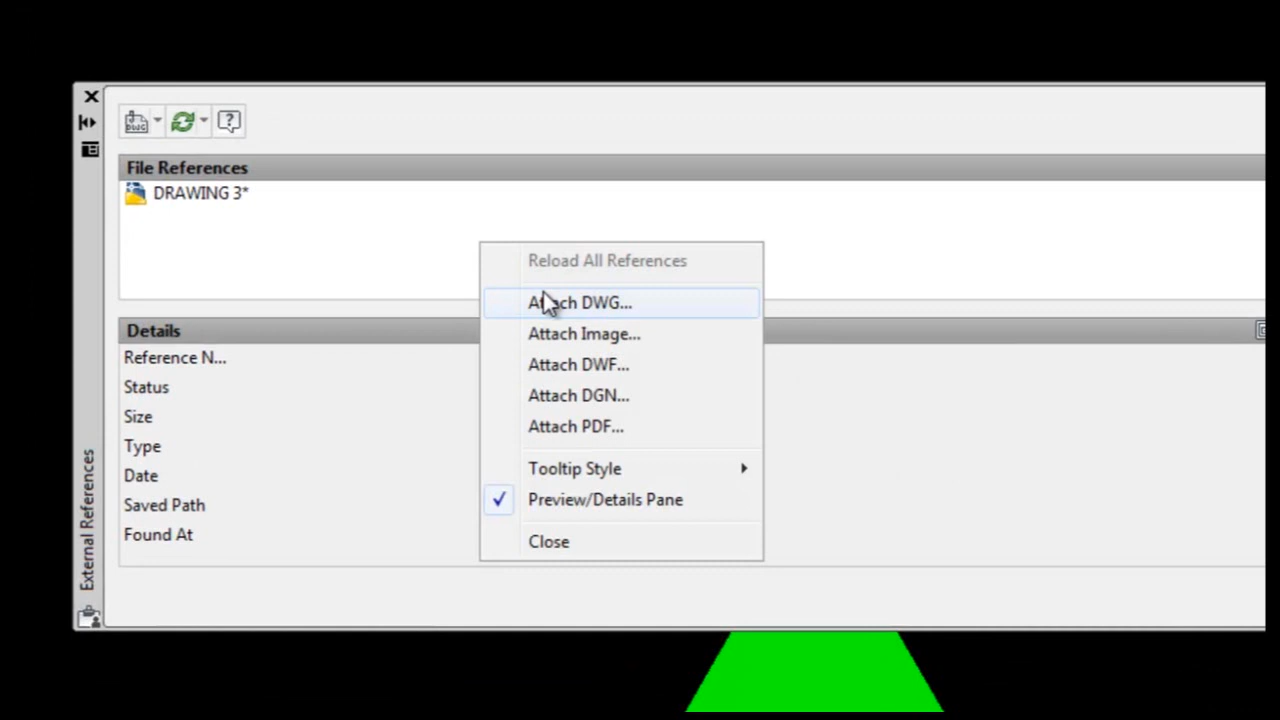 DWG
File References
DRAWING 3*
Reload All References
Attach DWG...
Attach Image...
Attach DWF...
Attach DGN...
Attach PDF...
Tooltip Style
Preview/Details Pane
Close
Details
Reference N...
Status
Size
Type
Date
Saved Path
Found At
External References